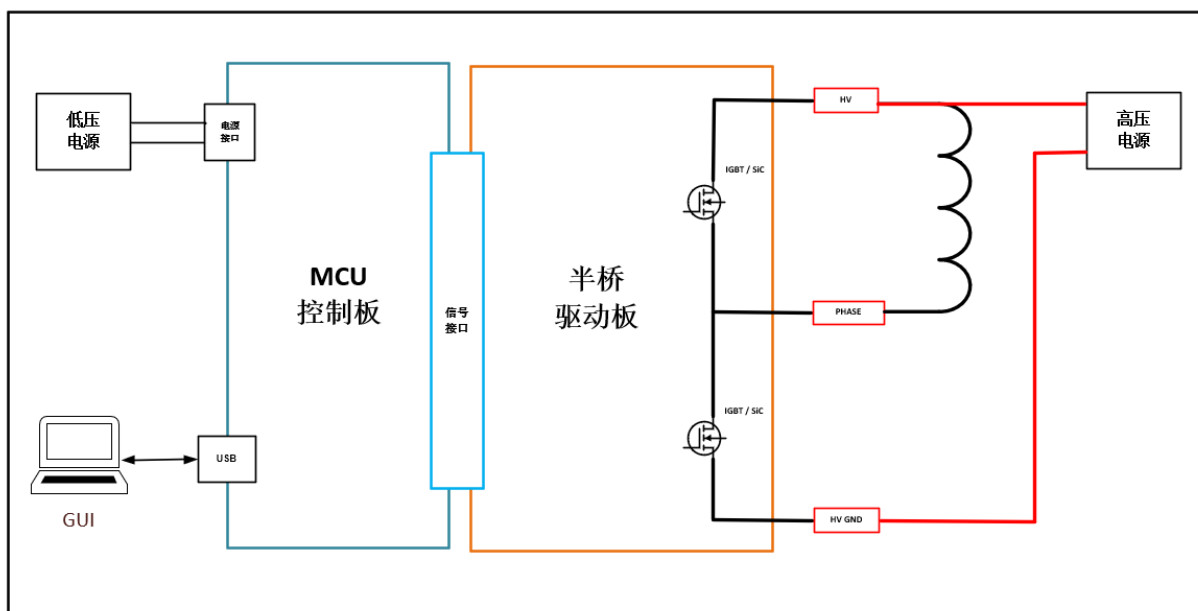 低压
电源
电源
接口
MCU
控制板
USB
GUI
信号
接口
半桥
驱动板
IGBT / SiC
IGBT / SiC
HV
PHASE
HV GND
高压
电源